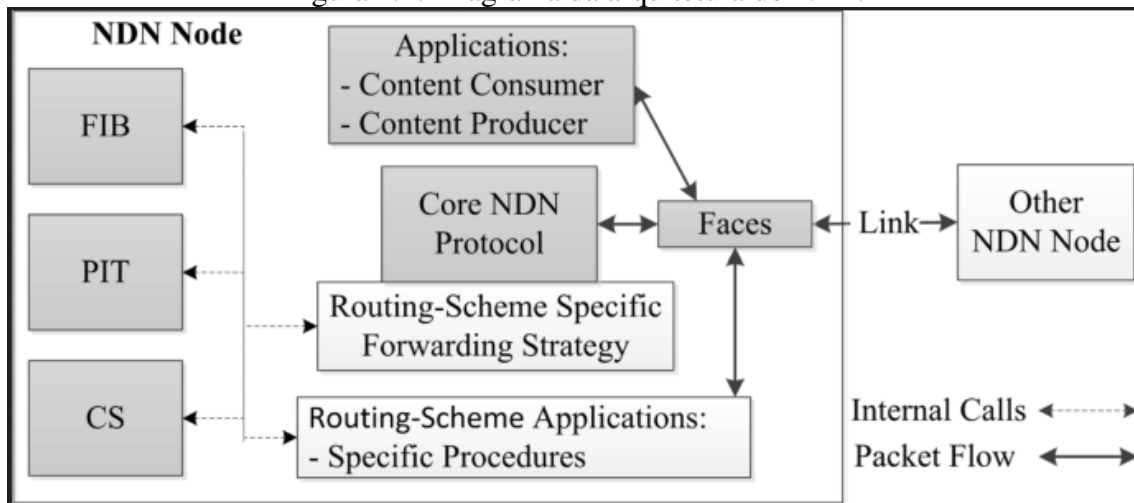 NDN Node
Applications:
- Content Consumer
- Content Producer
FIB
PIT
CS
Core NDN
Protocol
Faces
Link
Other
NDN Node
Routing-Scheme Specific
Forwarding Strategy
Routing-Scheme Applications:
- Specific Procedures
Internal Calls
Packet Flow